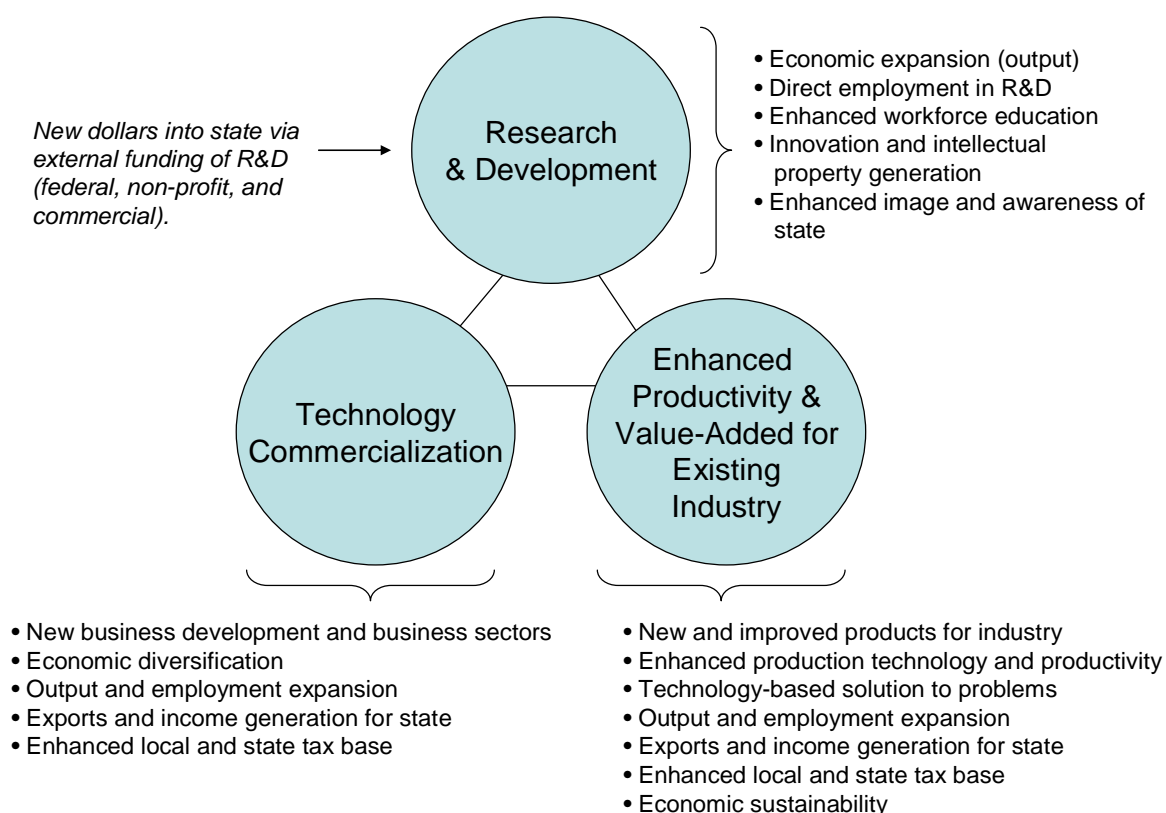 New dollars into state via
external funding of R&D
(federal, non-profit, and
commercial).
Research
& Development
• Economic expansion (output)
• Direct employment in R&D
• Enhanced workforce education
• Innovation and intellectual
property generation
• Enhanced image and awareness of
state
Technology
Commercialization
Enhanced
Productivity &
Value-Added for
Existing
Industry
• New business development and business sectors
• Economic diversification
• Output and employment expansion
• Exports and income generation for state
• Enhanced local and state tax base
• New and improved products for industry
• Enhanced production technology and productivity
• Technology-based solution to problems
• Output and employment expansion
• Exports and income generation for state
• Enhanced local and state tax base
• Economic sustainability